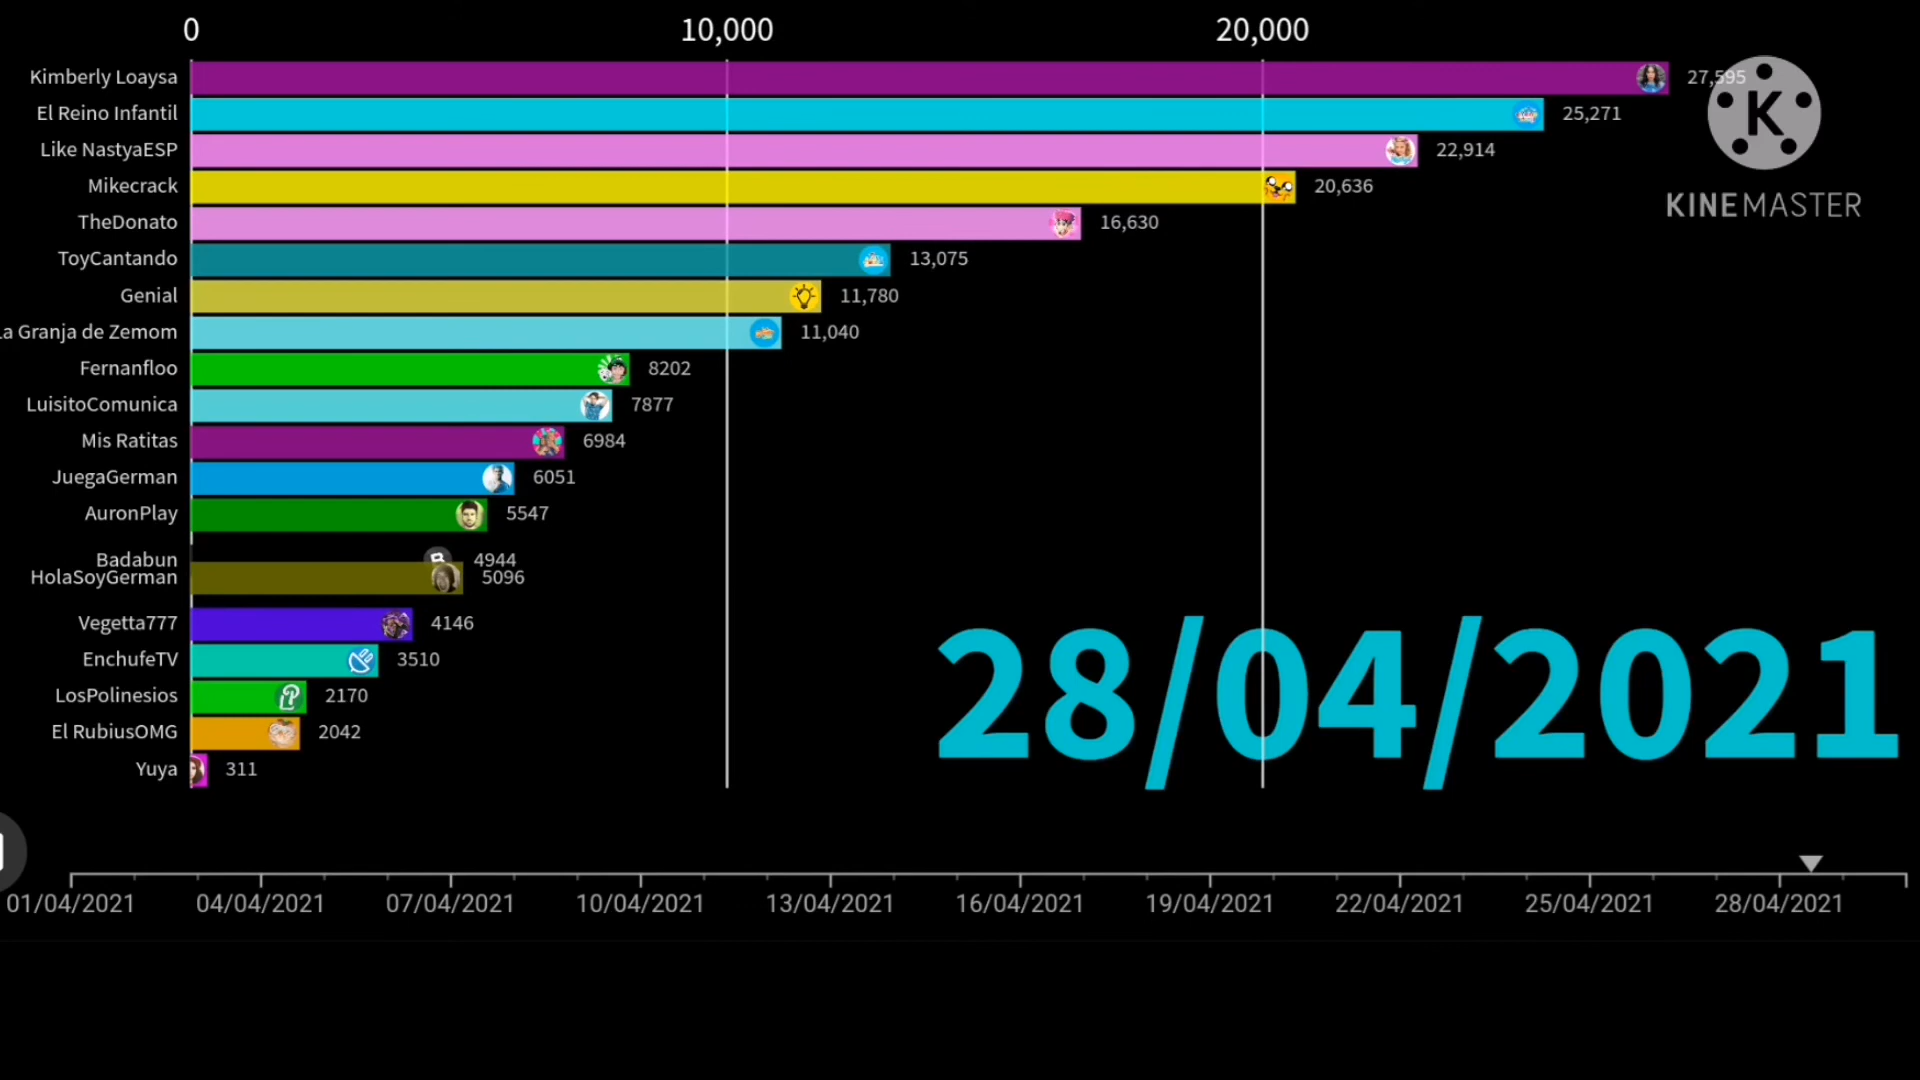 0 10,000 20,000
Kimberly Loaysa 27,595
El Reino Infantil 25,271
Like NastyaESP 22,914
Mikecrack 20,636
K
KINEMASTER
TheDonato 16,630
ToyCantando 13,075
Genial 11,780
La Granja de Zemom 11,040
Fernanfloo 8202
LuisitoComunica 7877
Mis Ratitas 6984
JuegaGerman 6051
AuronPlay 5547
Badabun 4944
HolaSoyGerman 5096
Vegetta777 4146
EnchufeTV 3510
LosPolinesios 2170
El RubiusOMG 2042
Yuya 311
28/04/2021
01/04/2021 04/04/2021 07/04/2021 10/04/2021 13/04/2021 16/04/2021 19/04/2021 22/04/2021 25/04/2021 28/04/2021